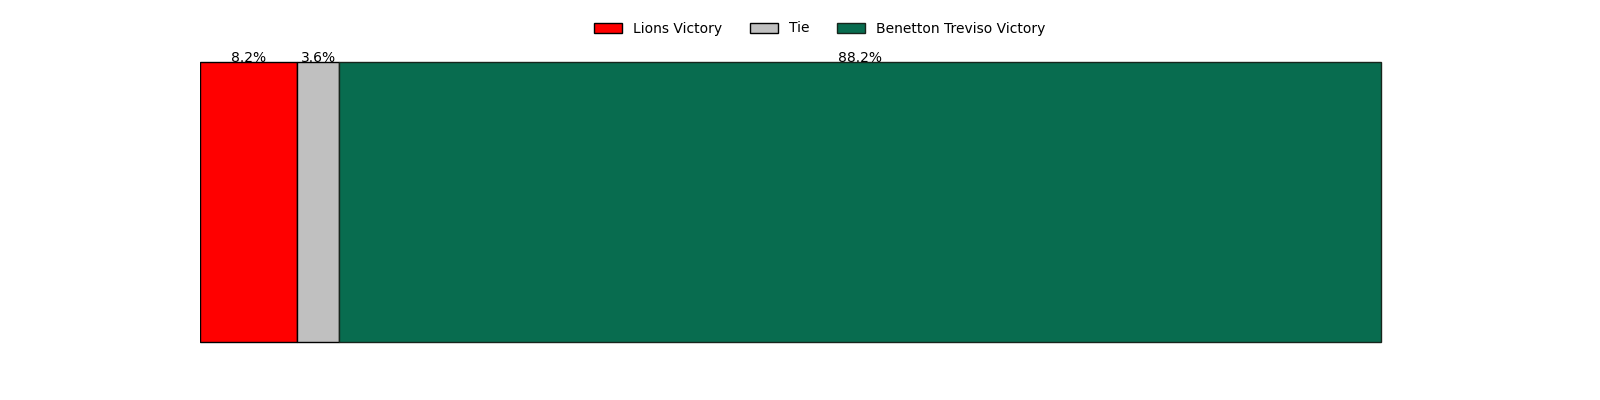 Lions Victory Tie Benetton Treviso Victory
8.2% 3.6% 88.2%